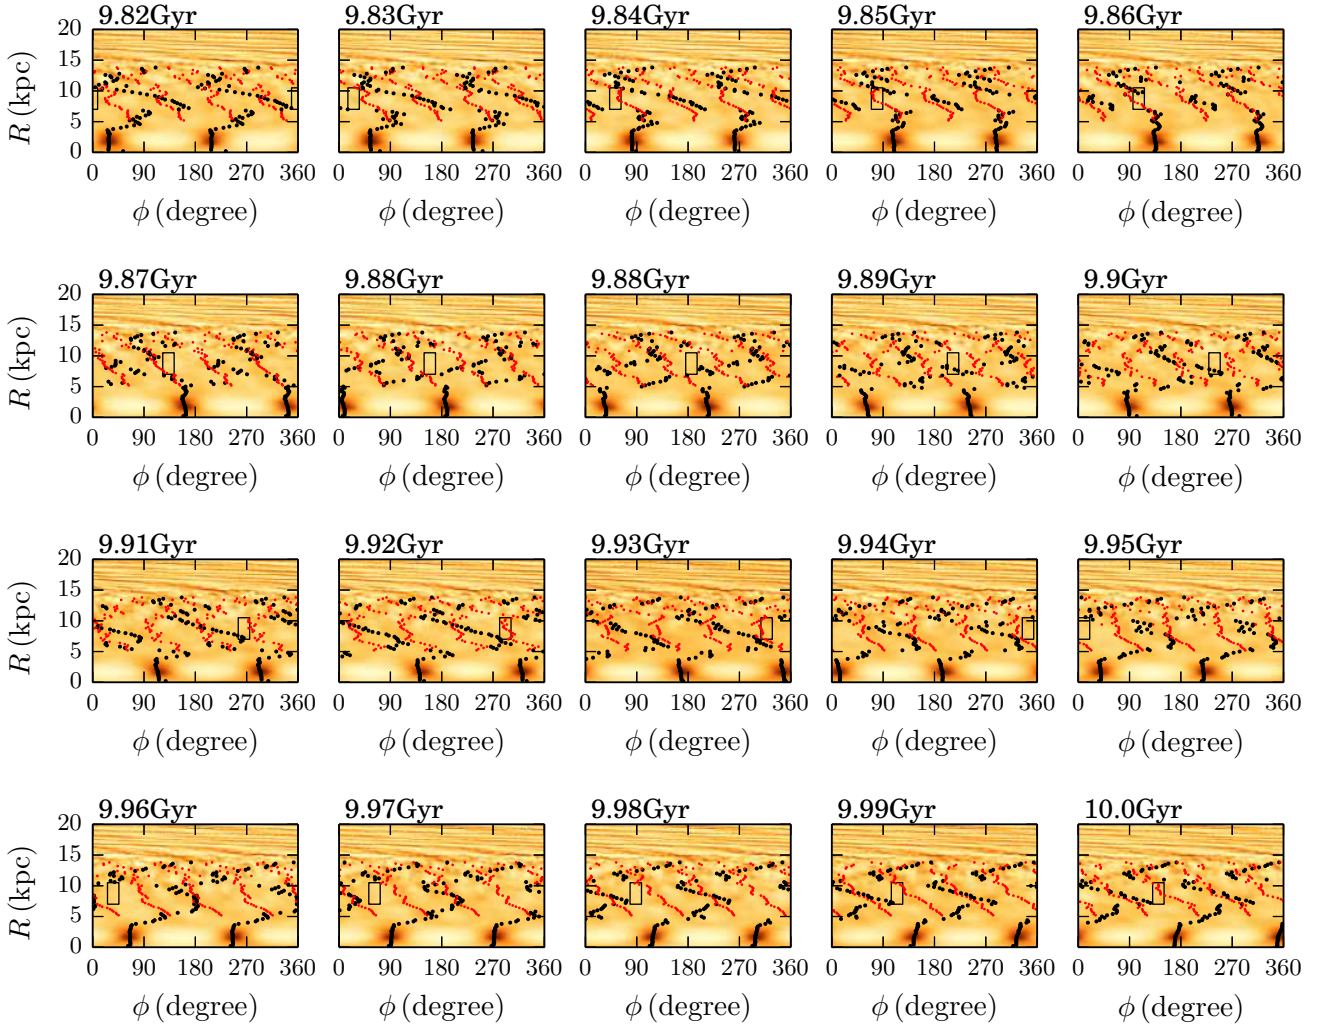 9.82Gyr 9.83Gyr 9.84Gyr 9.85Gyr 9.86Gyr
20
15
10
5
0
R (kpc)
0 90 180 270 360 0 90 180 270 360 0 90 180 270 360 0 90 180 270 360 0 90 180 270 360
ϕ (degree) ϕ (degree) ϕ (degree) ϕ (degree) ϕ (degree)
9.87Gyr 9.88Gyr 9.88Gyr 9.89Gyr 9.9Gyr
20
15
10
5
0
R (kpc)
0 90 180 270 360 0 90 180 270 360 0 90 180 270 360 0 90 180 270 360 0 90 180 270 360
ϕ (degree) ϕ (degree) ϕ (degree) ϕ (degree) ϕ (degree)
9.91Gyr 9.92Gyr 9.93Gyr 9.94Gyr 9.95Gyr
20
15
10
5
0
R (kpc)
0 90 180 270 360 0 90 180 270 360 0 90 180 270 360 0 90 180 270 360 0 90 180 270 360
ϕ (degree) ϕ (degree) ϕ (degree) ϕ (degree) ϕ (degree)
9.96Gyr 9.97Gyr 9.98Gyr 9.99Gyr 10.0Gyr
20
15
10
5
0
R (kpc)
0 90 180 270 360 0 90 180 270 360 0 90 180 270 360 0 90 180 270 360 0 90 180 270 360
ϕ (degree) ϕ (degree) ϕ (degree) ϕ (degree) ϕ (degree)